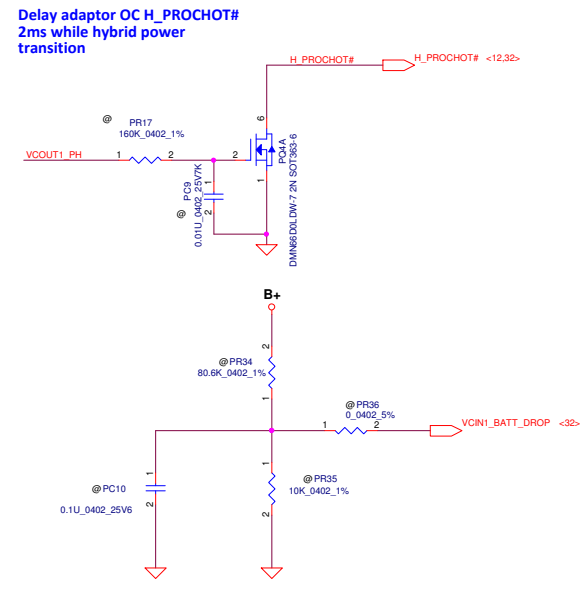 Delay adaptor OC H_PROCHOT#
2ms while hybrid power
transition
H_PROCHOT#
H_PROCHOT# <12,32>
@
PR17
160K_0402_1%
VCOUT1_PH
1
2
2
6
1
PQ4A
DMN66D0LDW-7 2N SOT363-6
1
2
PC9
0.01U_0402_25V7K
@
B+
2
@PR34
80.6K_0402_1%
1
@PR36
0_0402_5%
1
2
VCIN1_BATT_DROP <32>
1
@PC10
2
0.1U_0402_25V6
1
@PR35
10K_0402_1%
2